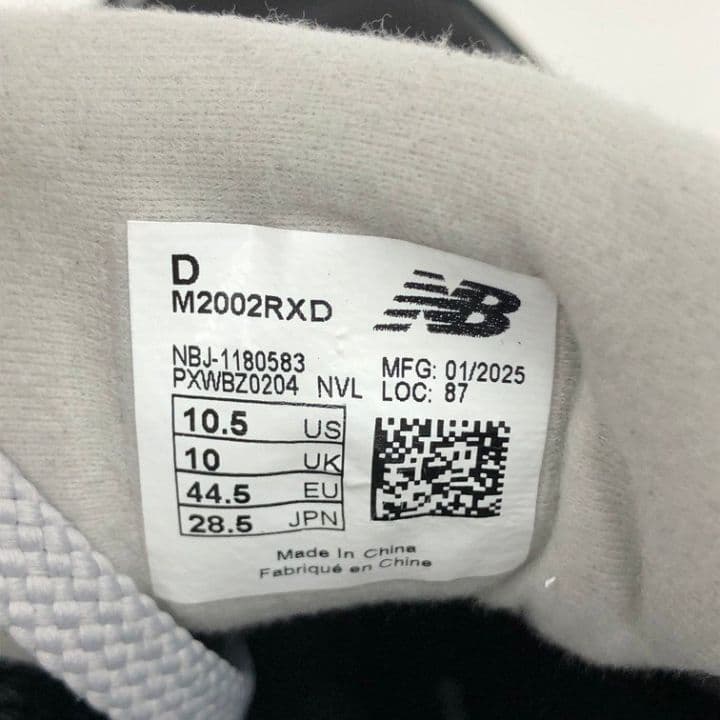 D
M2002RXD
NB
NBJ-1180583
PXWBZ0204 NVL
MFG: 01/2025
LOC: 87
10.5 US
10 UK
44.5 EU
28.5 JPN
Made In China
Fabriqué en Chine